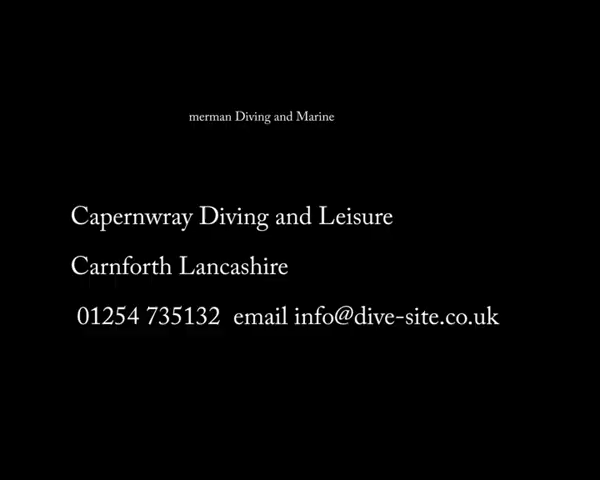 merman Diving and Marine
Capernwray Diving and Leisure
Carnforth Lancashire
01254 735132 email info@dive-site.co.uk